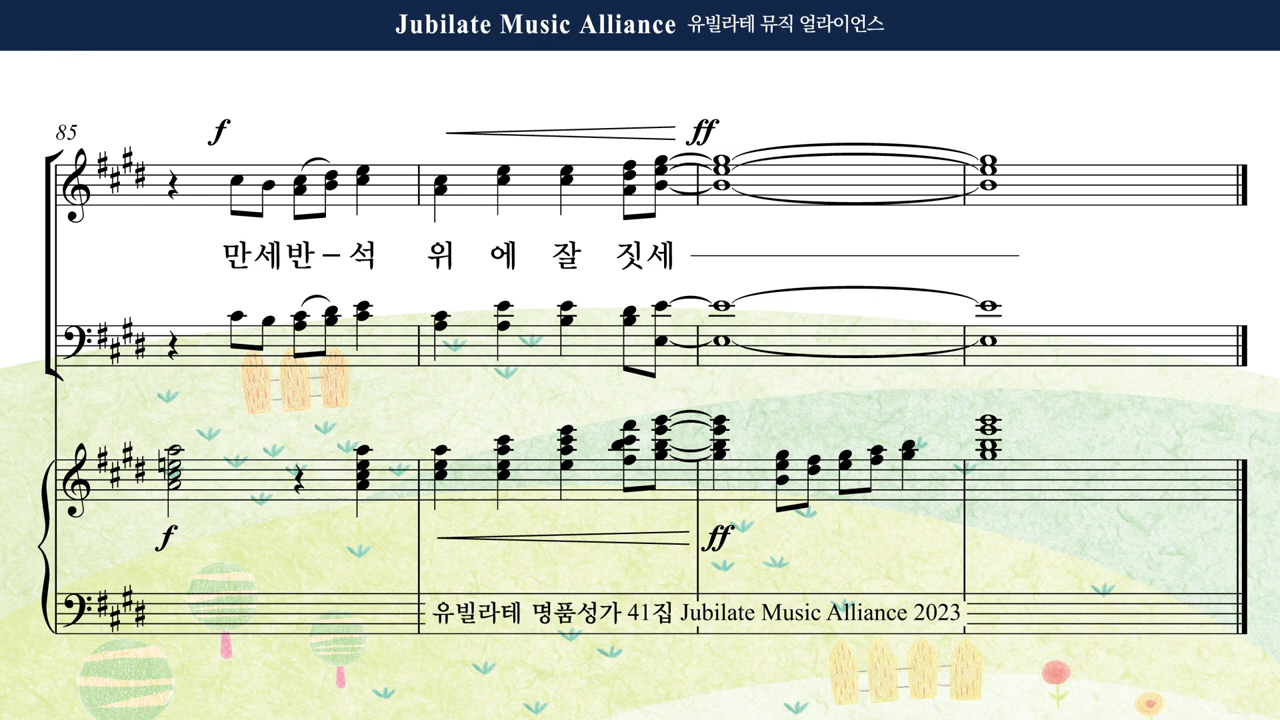 Jubilate Music Alliance 유빌라테 뮤직 얼라이언스
85
f
ff
만세반–석 위 에 잘 짓세
f
ff
유빌라테 명품성가 41집 Jubilate Music Alliance 2023